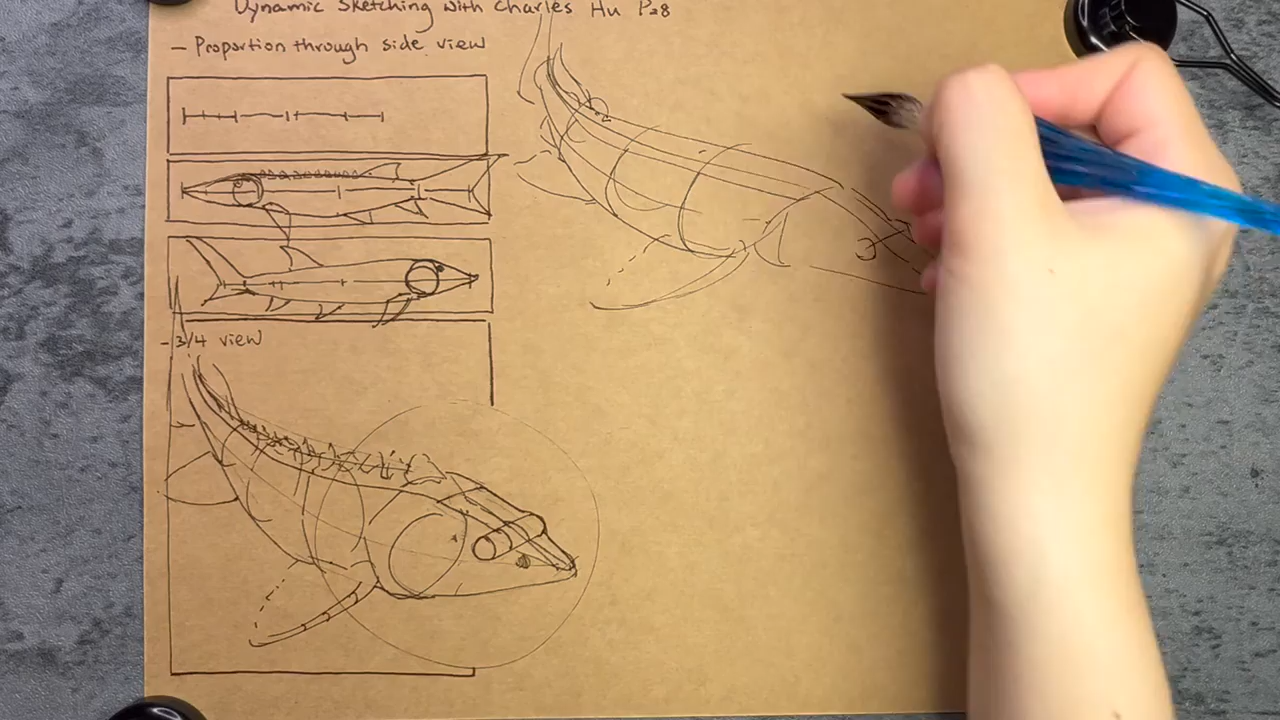 Dynamic Sketching with Charles Hu P28
- Proportion through side view
- 3/4 view